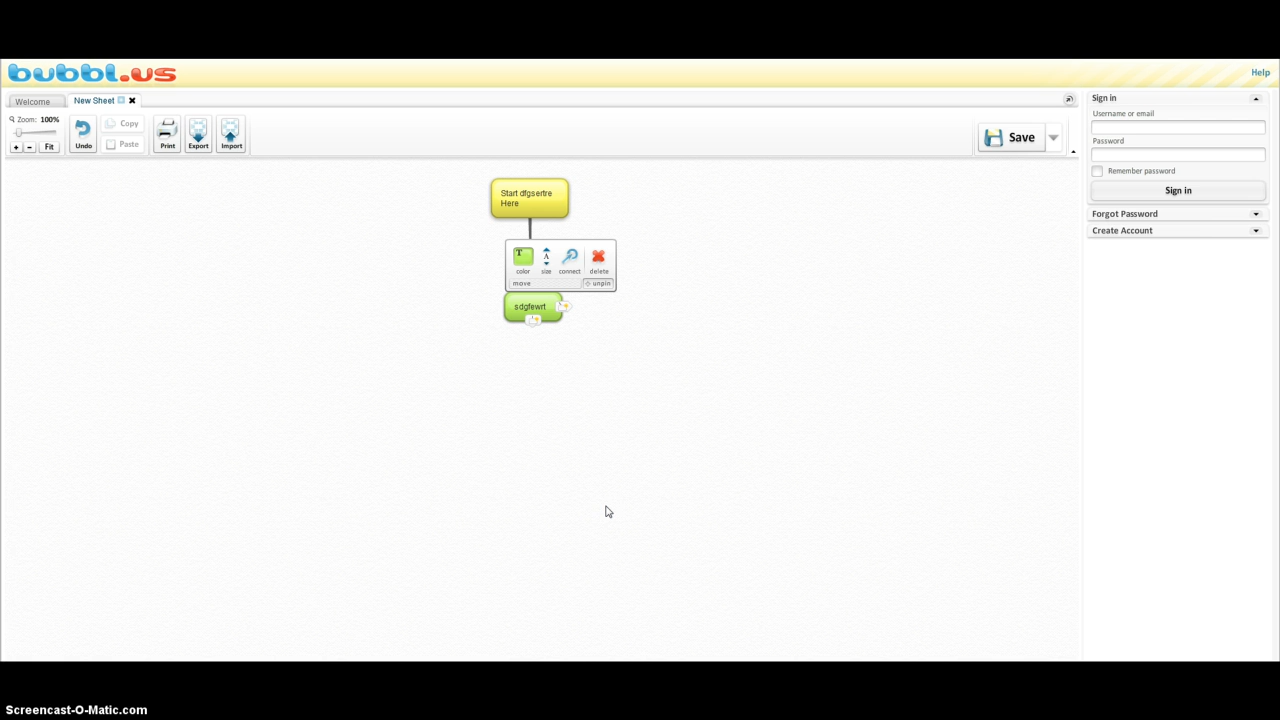 bubbl.us
Help
Welcome
New Sheet
Zoom: 100%
Fit
Undo
Copy
Paste
Print
Export
Import
Save
Sign in
Username or email
Password
Remember password
Sign in
Forgot Password
Create Account
Start dfgsertre
Here
T
A
color
size
connect
delete
move
unpin
sdgfewrt
Screencast-O-Matic.com